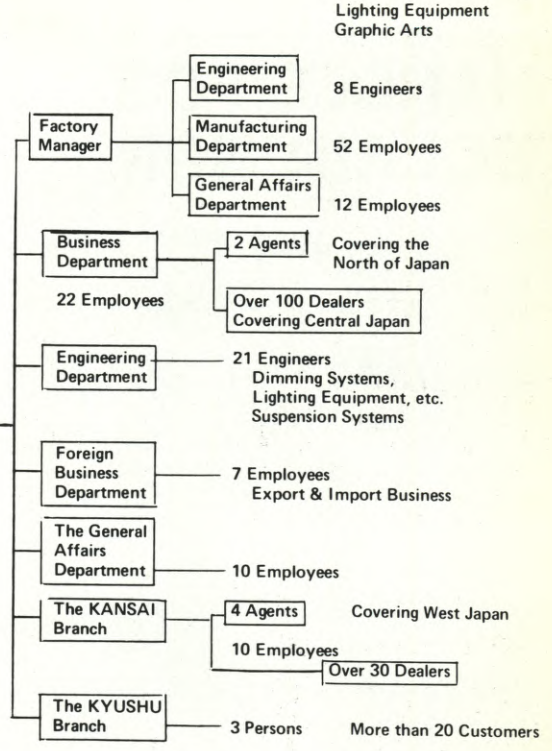 Lighting Equipment
Graphic Arts
Engineering
Department
8 Engineers
Factory
Manager
Manufacturing
Department
52 Employees
General Affairs
Department
12 Employees
Business
Department
22 Employees
2 Agents
Covering the
North of Japan
Over 100 Dealers
Covering Central Japan
Engineering
Department
21 Engineers
Dimming Systems,
Lighting Equipment, etc.
Suspension Systems
Foreign
Business
Department
7 Employees
Export & Import Business
The General
Affairs
Department
10 Employees
The KANSAI
Branch
4 Agents
Covering West Japan
10 Employees
Over 30 Dealers
The KYUSHU
Branch
3 Persons
More than 20 Customers